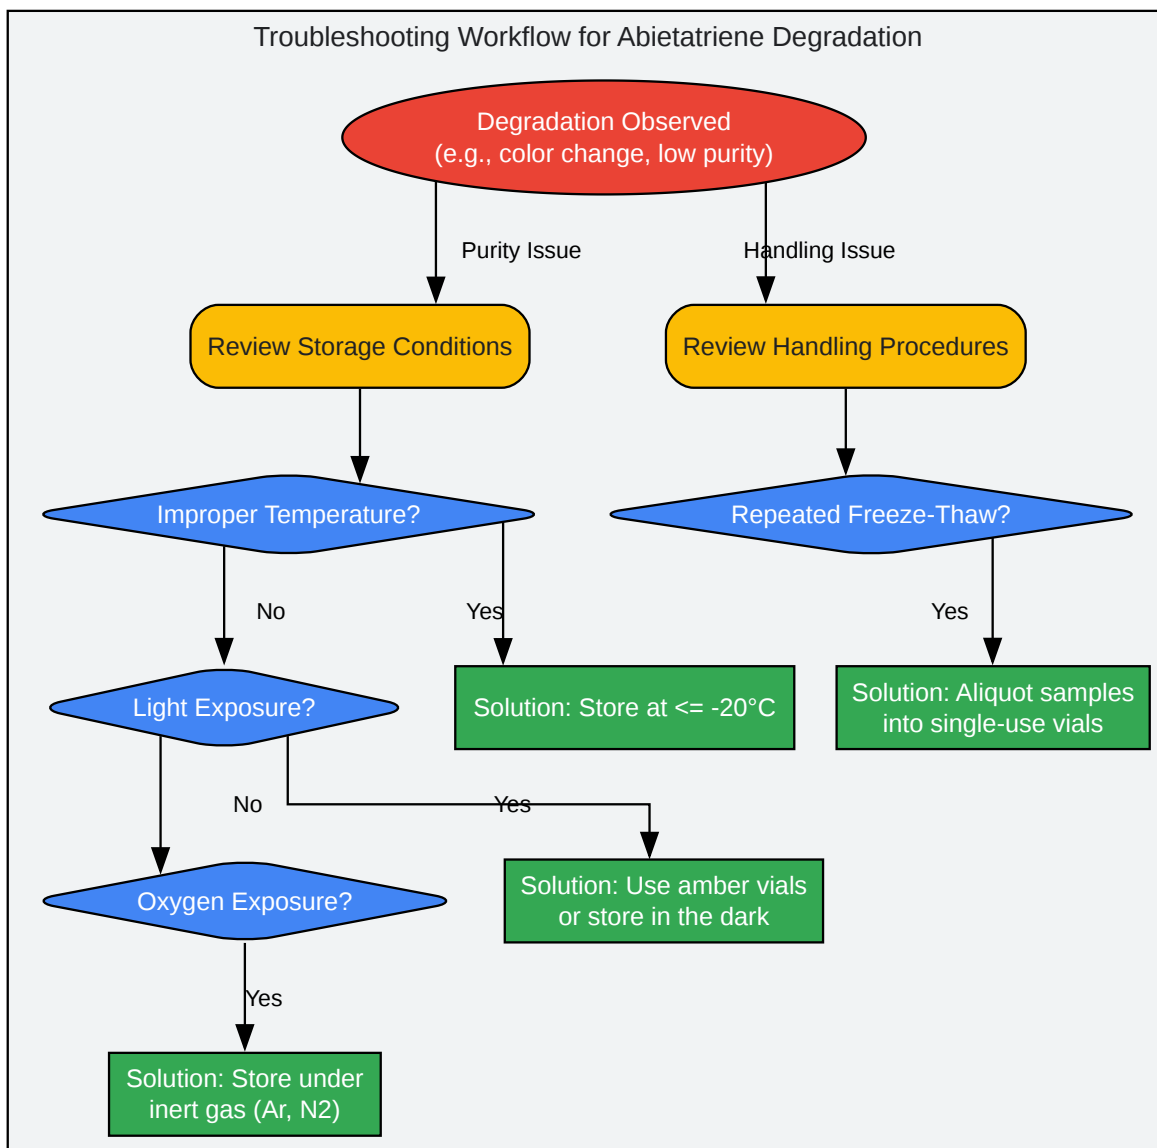 Troubleshooting Workflow for Abietatriene Degradation
Degradation Observed
(e.g., color change, low purity)
Purity Issue
Handling Issue
Review Storage Conditions
Review Handling Procedures
Improper Temperature?
Repeated Freeze-Thaw?
No
Yes
Yes
Light Exposure?
Solution: Store at <= -20°C
Solution: Aliquot samples
into single-use vials
No
Yes
Oxygen Exposure?
Solution: Use amber vials
or store in the dark
Yes
Solution: Store under
inert gas (Ar, N2)